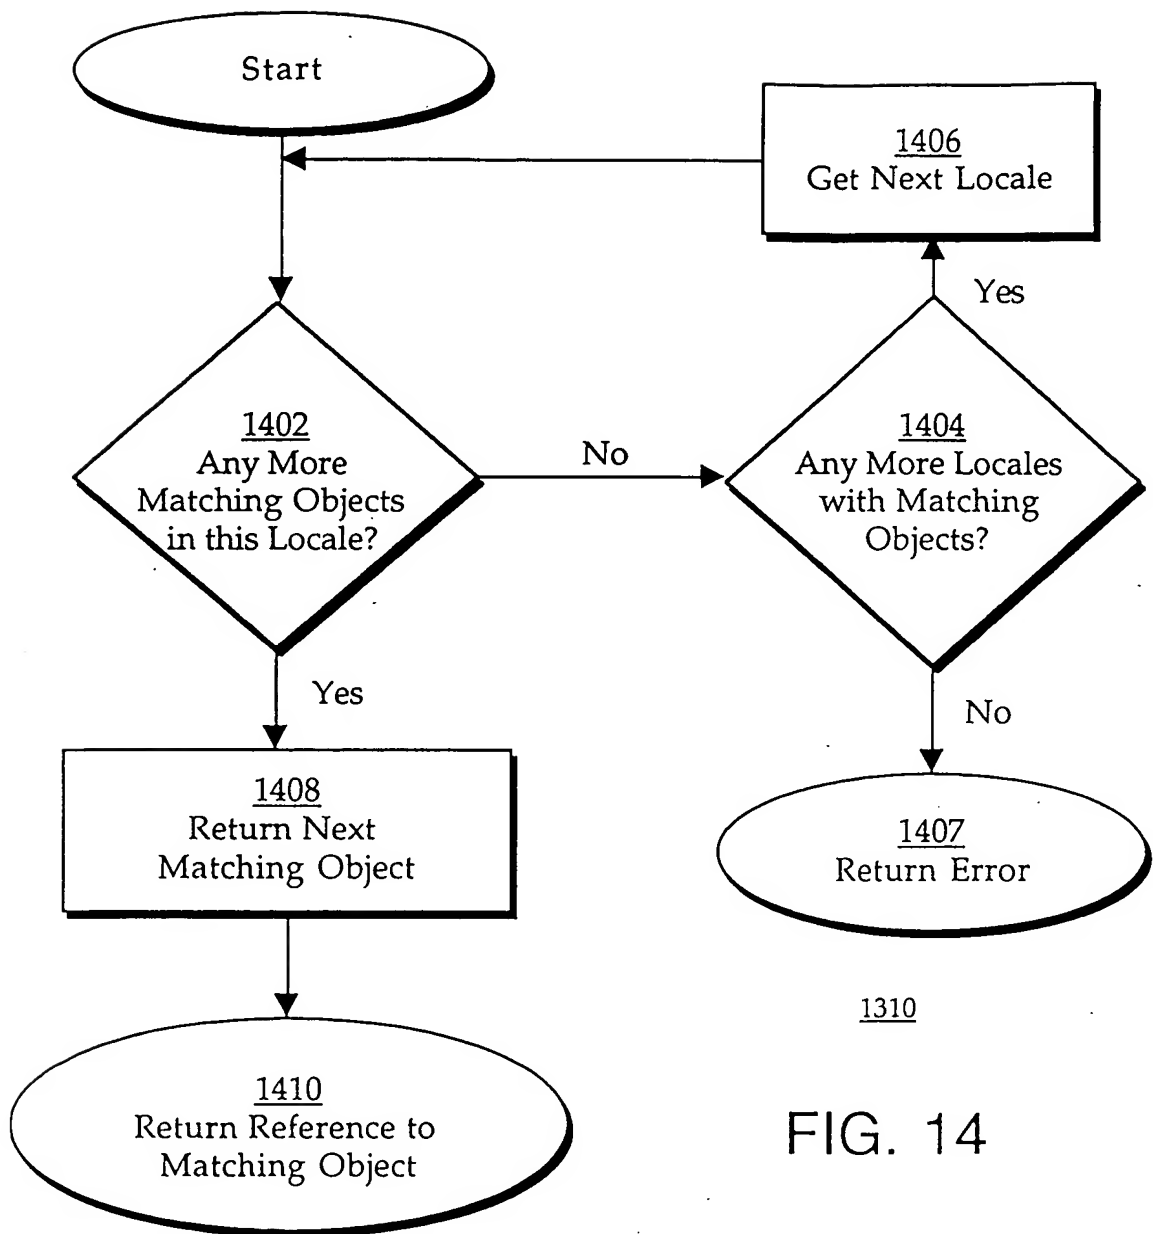 Start
1406
Get Next Locale
Yes
1402
Any More
Matching Objects
in this Locale?
No
1404
Any More Locales
with Matching
Objects?
Yes
No
1408
Return Next
Matching Object
1407
Return Error
1310
1410
Return Reference to
Matching Object
FIG. 14